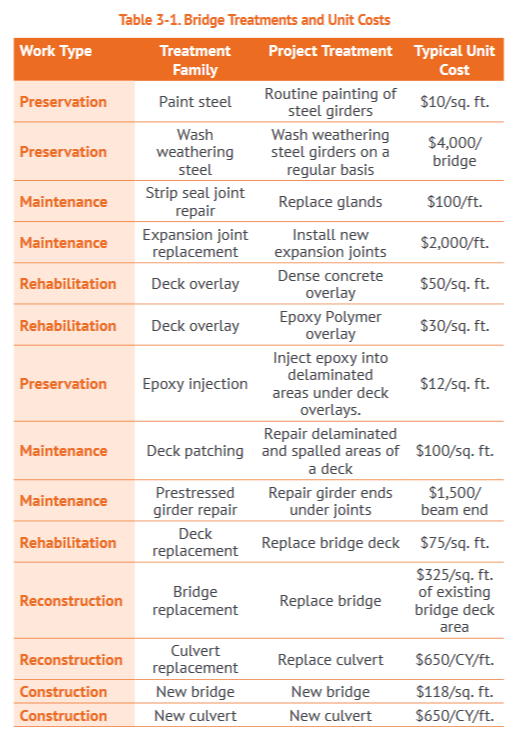 Table 3-1. Bridge Treatments and Unit Costs
Work Type Treatment Family Project Treatment Typical Unit Cost
Preservation Paint steel Routine painting of steel girders $10/sq. ft.
Preservation Wash weathering steel Wash weathering steel girders on a regular basis $4,000/ bridge
Maintenance Strip seal joint repair Replace glands $100/ft.
Maintenance Expansion joint replacement Install new expansion joints $2,000/ft.
Rehabilitation Deck overlay Dense concrete overlay $50/sq. ft.
Rehabilitation Deck overlay Epoxy Polymer overlay $30/sq. ft.
Preservation Epoxy injection Inject epoxy into delaminated areas under deck overlays. $12/sq. ft.
Maintenance Deck patching Repair delaminated and spalled areas of a deck $100/sq. ft.
Maintenance Prestressed girder repair Repair girder ends under joints $1,500/ beam end
Rehabilitation Deck replacement Replace bridge deck $75/sq. ft.
Reconstruction Bridge replacement Replace bridge $325/sq. ft. of existing bridge deck area
Reconstruction Culvert replacement Replace culvert $650/CY/ft.
Construction New bridge New bridge $118/sq. ft.
Construction New culvert New culvert $650/CY/ft.